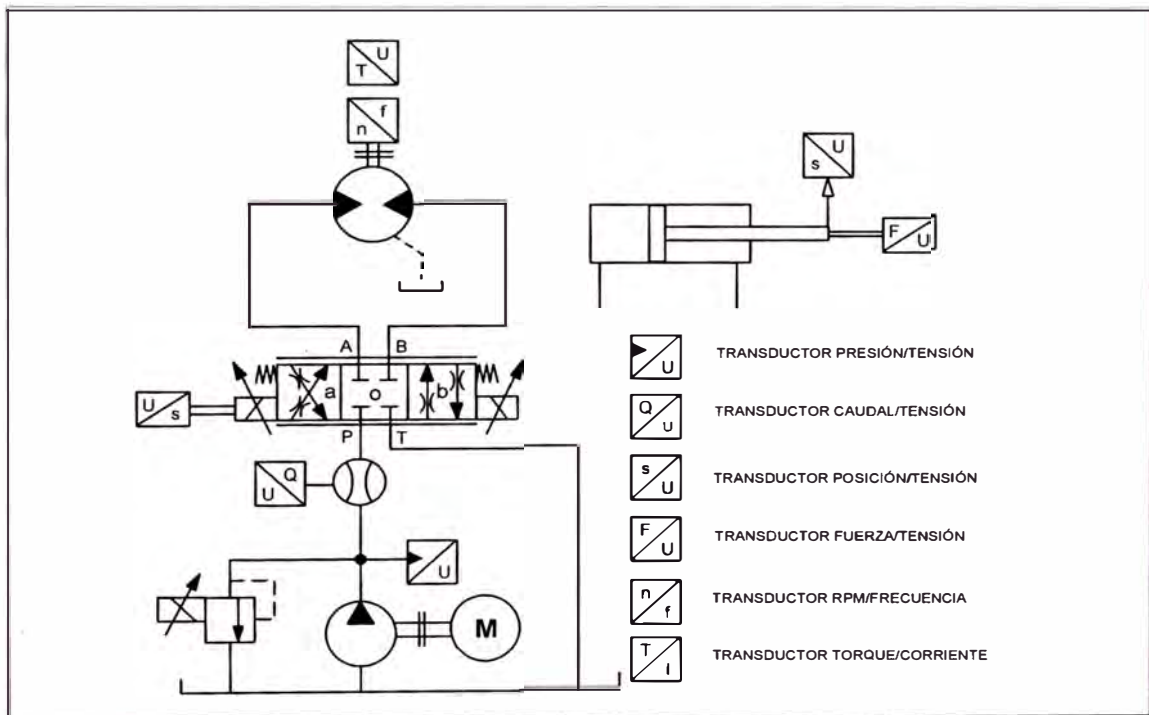 T U
n f
s U
F U
A B
a O b
U s
P T
U Q
U
M
U TRANSDUCTOR PRESIÓN/TENSIÓN
Q u TRANSDUCTOR CAUDAL/TENSIÓN
s U TRANSDUCTOR POSICIÓN/TENSIÓN
F U TRANSDUCTOR FUERZA/TENSIÓN
n f TRANSDUCTOR RPM/FRECUENCIA
T I TRANSDUCTOR TORQUE/CORRIENTE